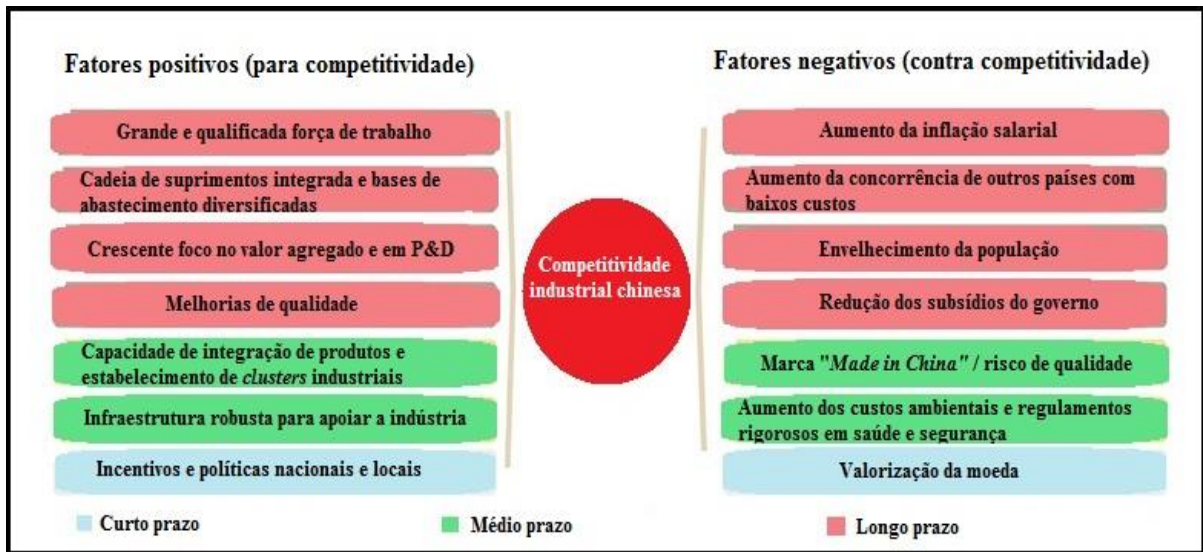 Fatores positivos (para competitividade)
Grande e qualificada força de trabalho
Cadeia de suprimentos integrada e bases de
abastecimento diversificadas
Crescente foco no valor agregado e em P&D
Melhorias de qualidade
Capacidade de integração de produtos e
estabelecimento de clusters industriais
Infraestrutura robusta para apoiar a indústria
Incentivos e políticas nacionais e locais
Competitividade
industrial chinesa
Fatores negativos (contra competitividade)
Aumento da inflação salarial
Aumento da concorrência de outros países com
baixos custos
Envelhecimento da população
Redução dos subsídios do governo
Marca "Made in China" / risco de qualidade
Aumento dos custos ambientais e regulamentos
rigorosos em saúde e segurança
Valorização da moeda
Curto prazo
Médio prazo
Longo prazo